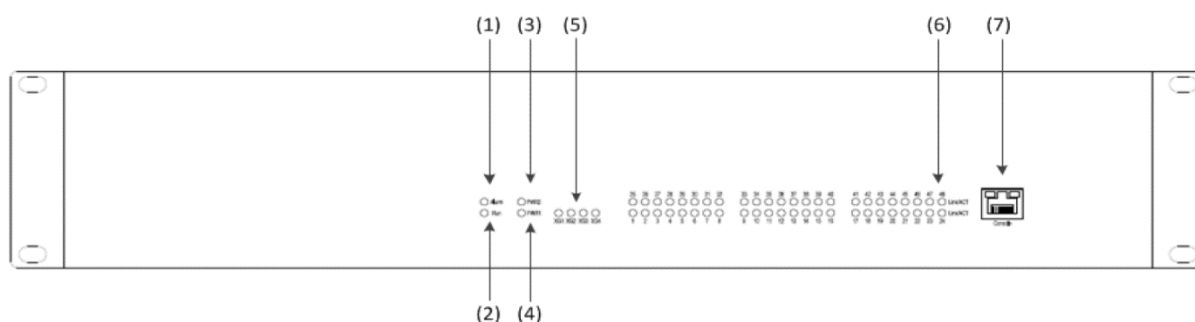 (1) (3) (5) (6) (7)
25 26 27 28 29 30 31 32 33 34 35 36 37 38 39 40 41 42 43 44 45 46 47 48
Alarm PWR2 Link/ACT
Run PWR1 Link/ACT
XG1 XG2 XG3 XG4 1 2 3 4 5 6 7 8 9 10 11 12 13 14 15 16 17 18 19 20 21 22 23 24 Console
(2) (4)